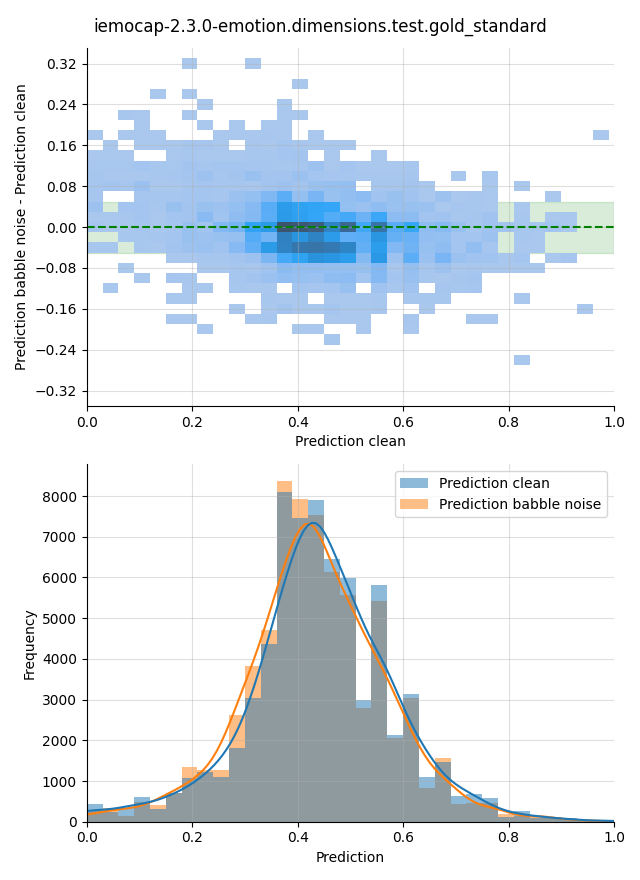 iemocap-2.3.0-emotion.dimensions.test.gold_standard
Prediction babble noise - Prediction clean
0.32
0.24
0.16
0.08
0.00
−0.08
−0.16
−0.24
−0.32
0.0 0.2 0.4 0.6 0.8 1.0
Prediction clean
Frequency
8000
7000
6000
5000
4000
3000
2000
1000
0
Prediction clean
Prediction babble noise
0.0 0.2 0.4 0.6 0.8 1.0
Prediction